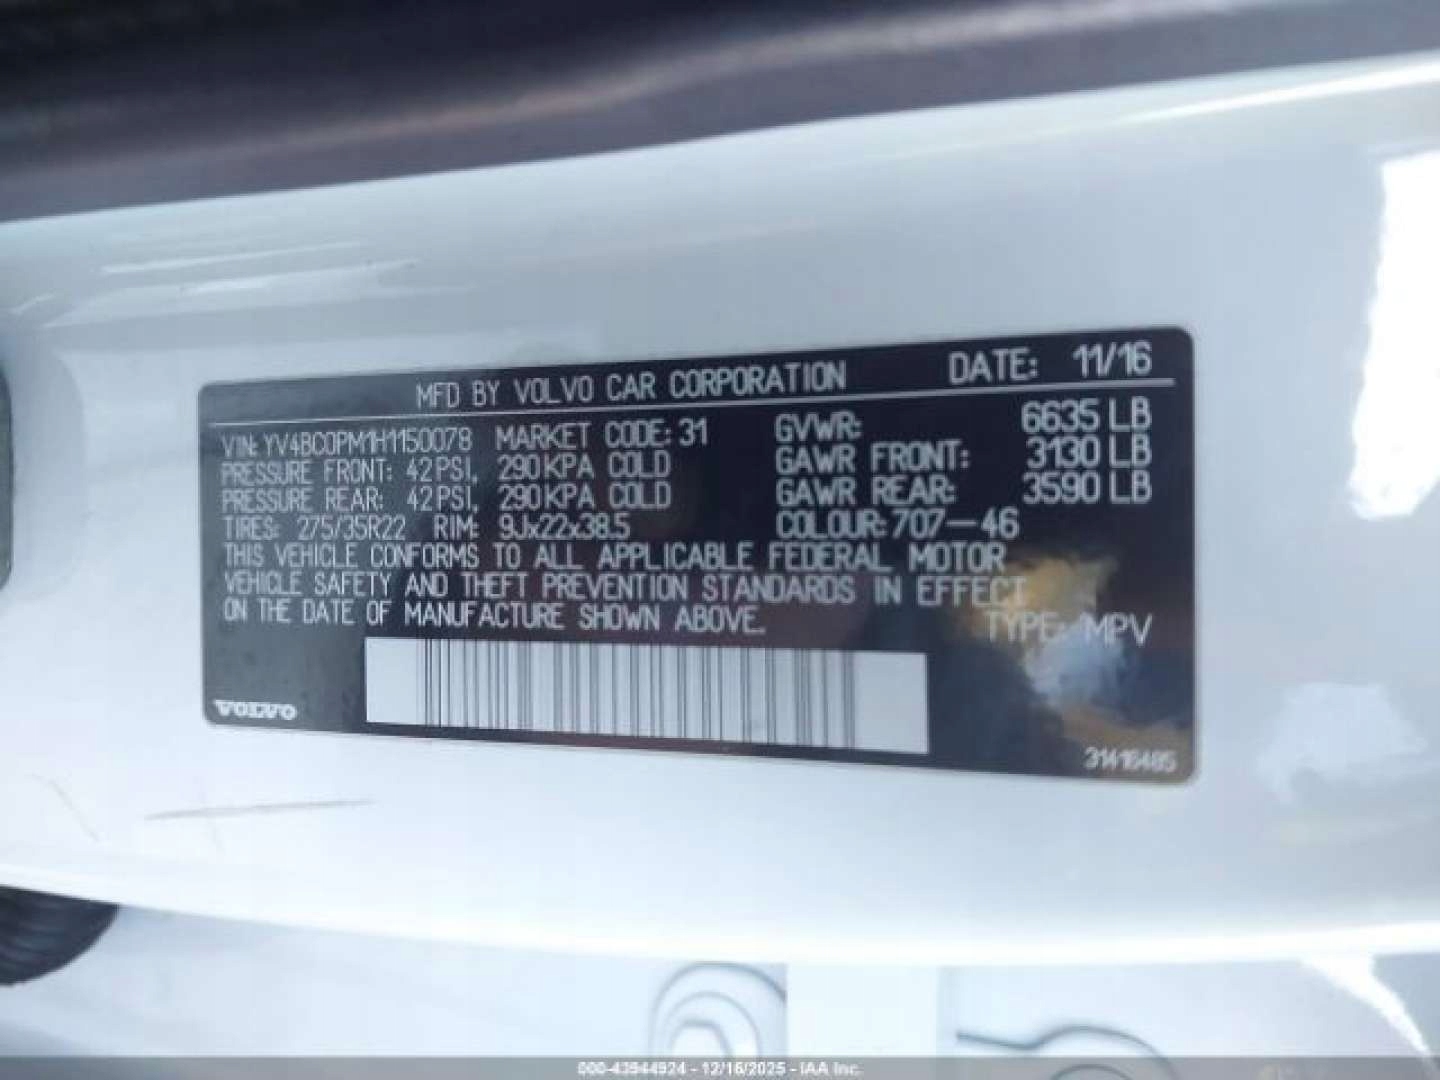 MFD BY VOLVO CAR CORPORATION DATE: 11/16
VIN: YV4BC0PM1H1150078 MARKET CODE: 31 GVWR: 6635 LB
PRESSURE FRONT: 42 PSI, 290 KPA COLD GAWR FRONT: 3130 LB
PRESSURE REAR: 42 PSI, 290 KPA COLD GAWR REAR: 3590 LB
TIRES: 275/35R22 RIM: 9Jx22x38.5 COLOUR: 707-46
THIS VEHICLE CONFORMS TO ALL APPLICABLE FEDERAL MOTOR
VEHICLE SAFETY AND THEFT PREVENTION STANDARDS IN EFFECT
ON THE DATE OF MANUFACTURE SHOWN ABOVE. TYPE: MPV
VOLVO
31416485
000-43944924 - 12/16/2025 - IAA Inc.